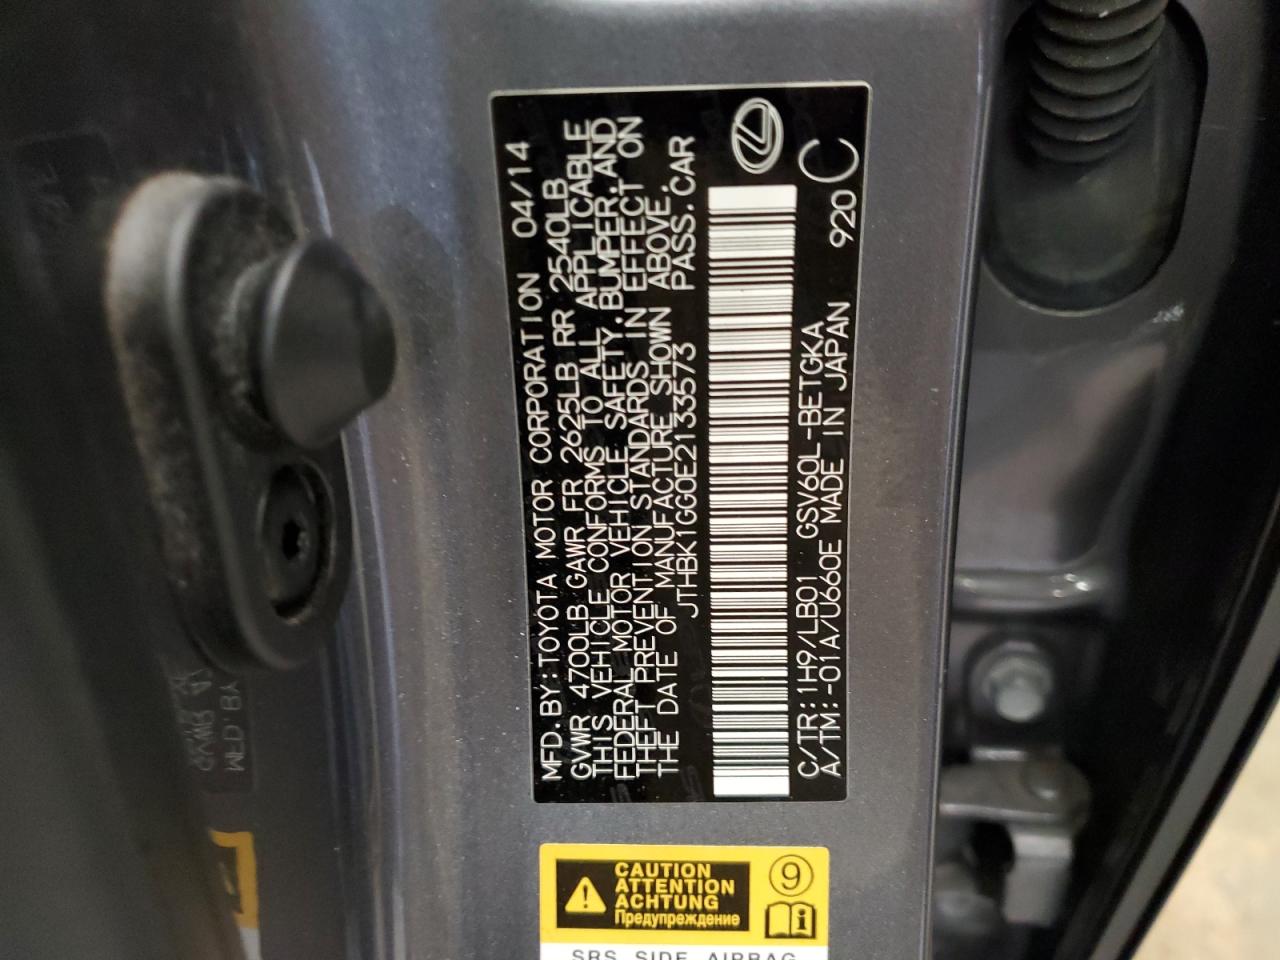 MFD.BY:TOYOTA MOTOR CORPORATION 04/14
GVWR 4700LB GAWR FR 2625LB RR 2540LB
THIS VEHICLE CONFORMS TO ALL APPLICABLE
FEDERAL MOTOR VEHICLE SAFETY,BUMPER,AND
THEFT PREVENTION STANDARDS IN EFFECT ON
THE DATE OF MANUFACTURE SHOWN ABOVE.
JTHBK1GG0E2133573 PASS.CAR
C/TR:1H9/LB01 GSV60L-BETGKA
A/TM:-01A/U660E MADE IN JAPAN 920 C
CAUTION
ATTENTION
ACHTUNG
Предупреждение
9
SRS SIDE AIRBAG